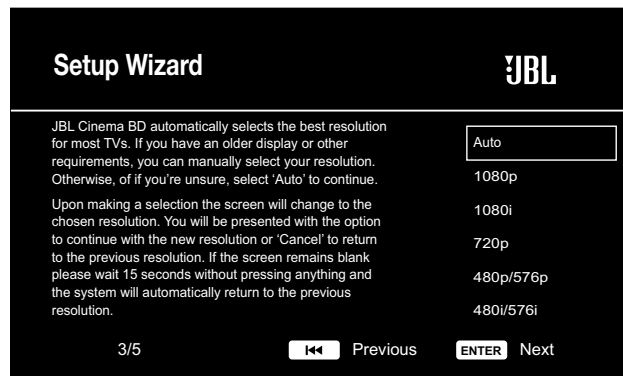 Setup Wizard
JBL
JBL Cinema BD automatically selects the best resolution
for most TVs. If you have an older display or other
requirements, you can manually select your resolution.
Otherwise, of if you're unsure, select 'Auto' to continue.
Upon making a selection the screen will change to the
chosen resolution. You will be presented with the option
to continue with the new resolution or 'Cancel' to return
to the previous resolution. If the screen remains blank
please wait 15 seconds without pressing anything and
the system will automatically return to the previous
resolution.
Auto
1080p
1080i
720p
480p/576p
480i/576i
3/5
Previous
ENTER Next